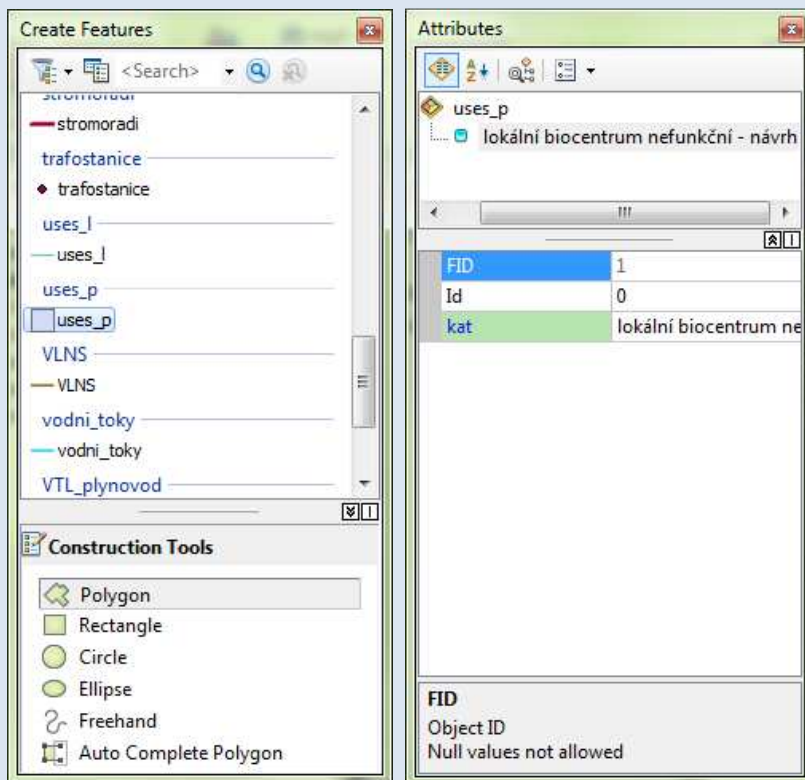 Create Features
<Search>
stromoradi
stromoradi
trafostanice
trafostanice
uses_l
uses_l
uses_p
uses_p
VLNS
VLNS
vodni_toky
vodni_toky
VTL_plynovod
Construction Tools
Polygon
Rectangle
Circle
Ellipse
Freehand
Auto Complete Polygon
Attributes
uses_p
lokální biocentrum nefunkční - návrh
FID 1
Id 0
kat lokální biocentrum ne
FID
Object ID
Null values not allowed